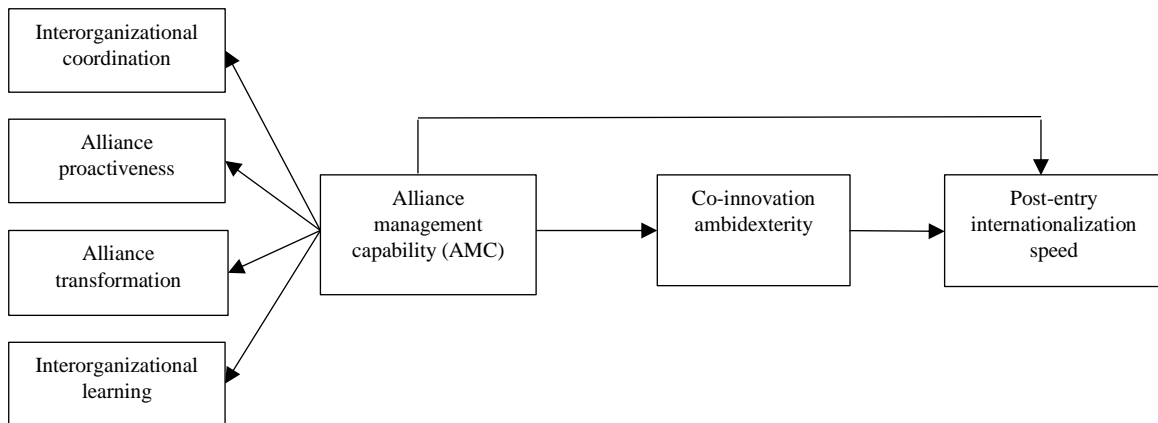 Interorganizational
coordination
Alliance
proactiveness
Alliance
transformation
Interorganizational
learning
Alliance
management
capability (AMC)
Co-innovation
ambidexterity
Post-entry
internationalization
speed